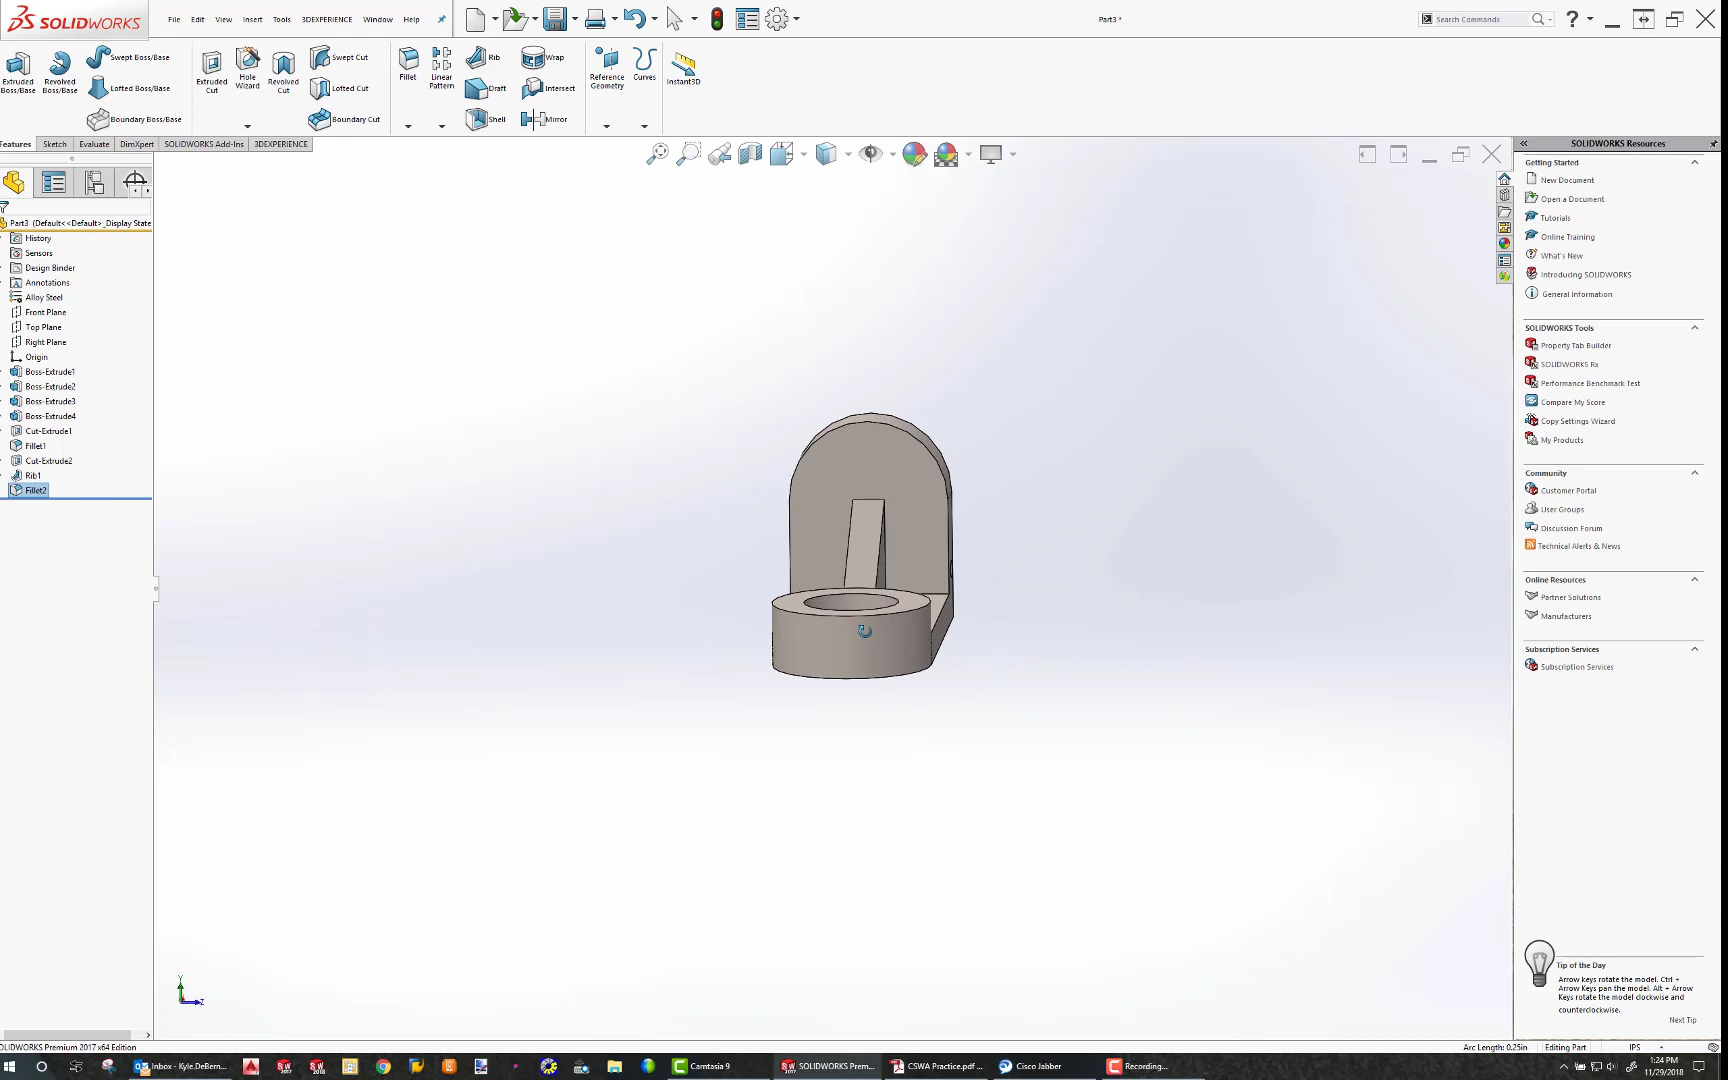 SOLIDWORKS File Edit View Insert Tools 3DEXPERIENCE Window Help Part3 * Search Commands ?
Extruded Boss/Base
Revolved Boss/Base
Swept Boss/Base
Lofted Boss/Base
Boundary Boss/Base
Extruded Cut
Hole Wizard
Revolved Cut
Swept Cut
Lofted Cut
Boundary Cut
Fillet
Linear Pattern
Rib
Draft
Shell
Wrap
Intersect
Mirror
Reference Geometry
Curves
Instant3D
Features Sketch Evaluate DimXpert SOLIDWORKS Add-Ins 3DEXPERIENCE
Part3 (Default<<Default>_Display State
History
Sensors
Design Binder
Annotations
Alloy Steel
Front Plane
Top Plane
Right Plane
Origin
Boss-Extrude1
Boss-Extrude2
Boss-Extrude3
Boss-Extrude4
Cut-Extrude1
Fillet1
Cut-Extrude2
Rib1
Fillet2
Y
Z
SOLIDWORKS Resources
Getting Started
New Document
Open a Document
Tutorials
Online Training
What's New
Introducing SOLIDWORKS
General Information
SOLIDWORKS Tools
Property Tab Builder
SOLIDWORKS Rx
Performance Benchmark Test
Compare My Score
Copy Settings Wizard
My Products
Community
Customer Portal
User Groups
Discussion Forum
Technical Alerts & News
Online Resources
Partner Solutions
Manufacturers
Subscription Services
Subscription Services
Tip of the Day
Arrow keys rotate the model. Ctrl +
Arrow Keys pan the model. Alt + Arrow
Keys rotate the model clockwise and
counterclockwise.
Next Tip
OLIDWORKS Premium 2017 x64 Edition Arc Length: 0.25in Editing Part IPS
Inbox - Kyle.DeBern... Camtasia 9 SOLIDWORKS Prem... CSWA Practice.pdf ... Cisco Jabber Recording...
1:24 PM
11/29/2018